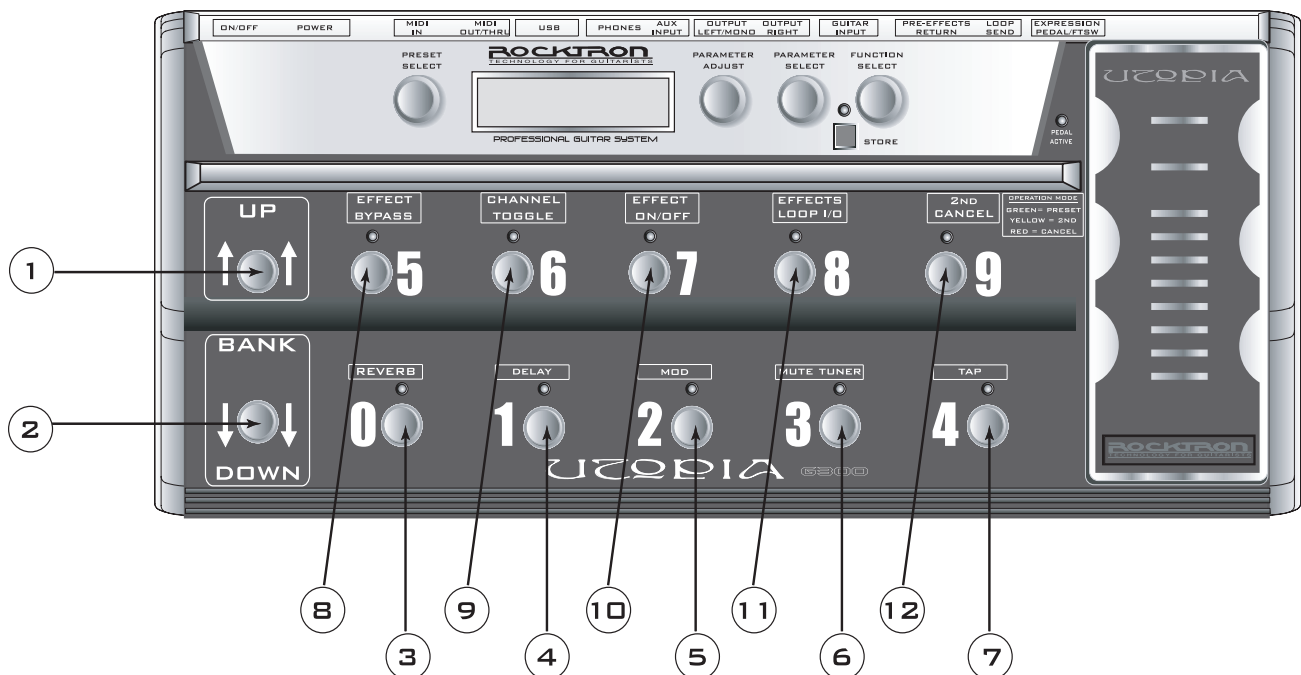 ON/OFF POWER MIDI IN MIDI OUT/THRU USB PHONES AUX INPUT OUTPUT LEFT/MONO OUTPUT RIGHT GUITAR INPUT PRE-EFFECTS RETURN LOOP SEND EXPRESSION PEDAL/FTSW
PRESET SELECT
ROCKTRON
TECHNOLOGY FOR GUITARISTS
PROFESSIONAL GUITAR SYSTEM
PARAMETER ADJUST
PARAMETER SELECT
FUNCTION SELECT
STORE
PEDAL ACTIVE
UTOPIA
UP
EFFECT BYPASS
CHANNEL TOGGLE
EFFECT ON/OFF
EFFECTS LOOP I/O
2ND CANCEL
OPERATION MODE
GREEN= PRESET
YELLOW = 2ND
RED = CANCEL
5 6 7 8 9
1
BANK
REVERB DELAY MOD MUTE TUNER TAP
0 1 2 3 4
2
DOWN
UTOPIA G300
ROCKTRON
TECHNOLOGY FOR GUITARISTS
8 9 10 11 12
3 4 5 6 7